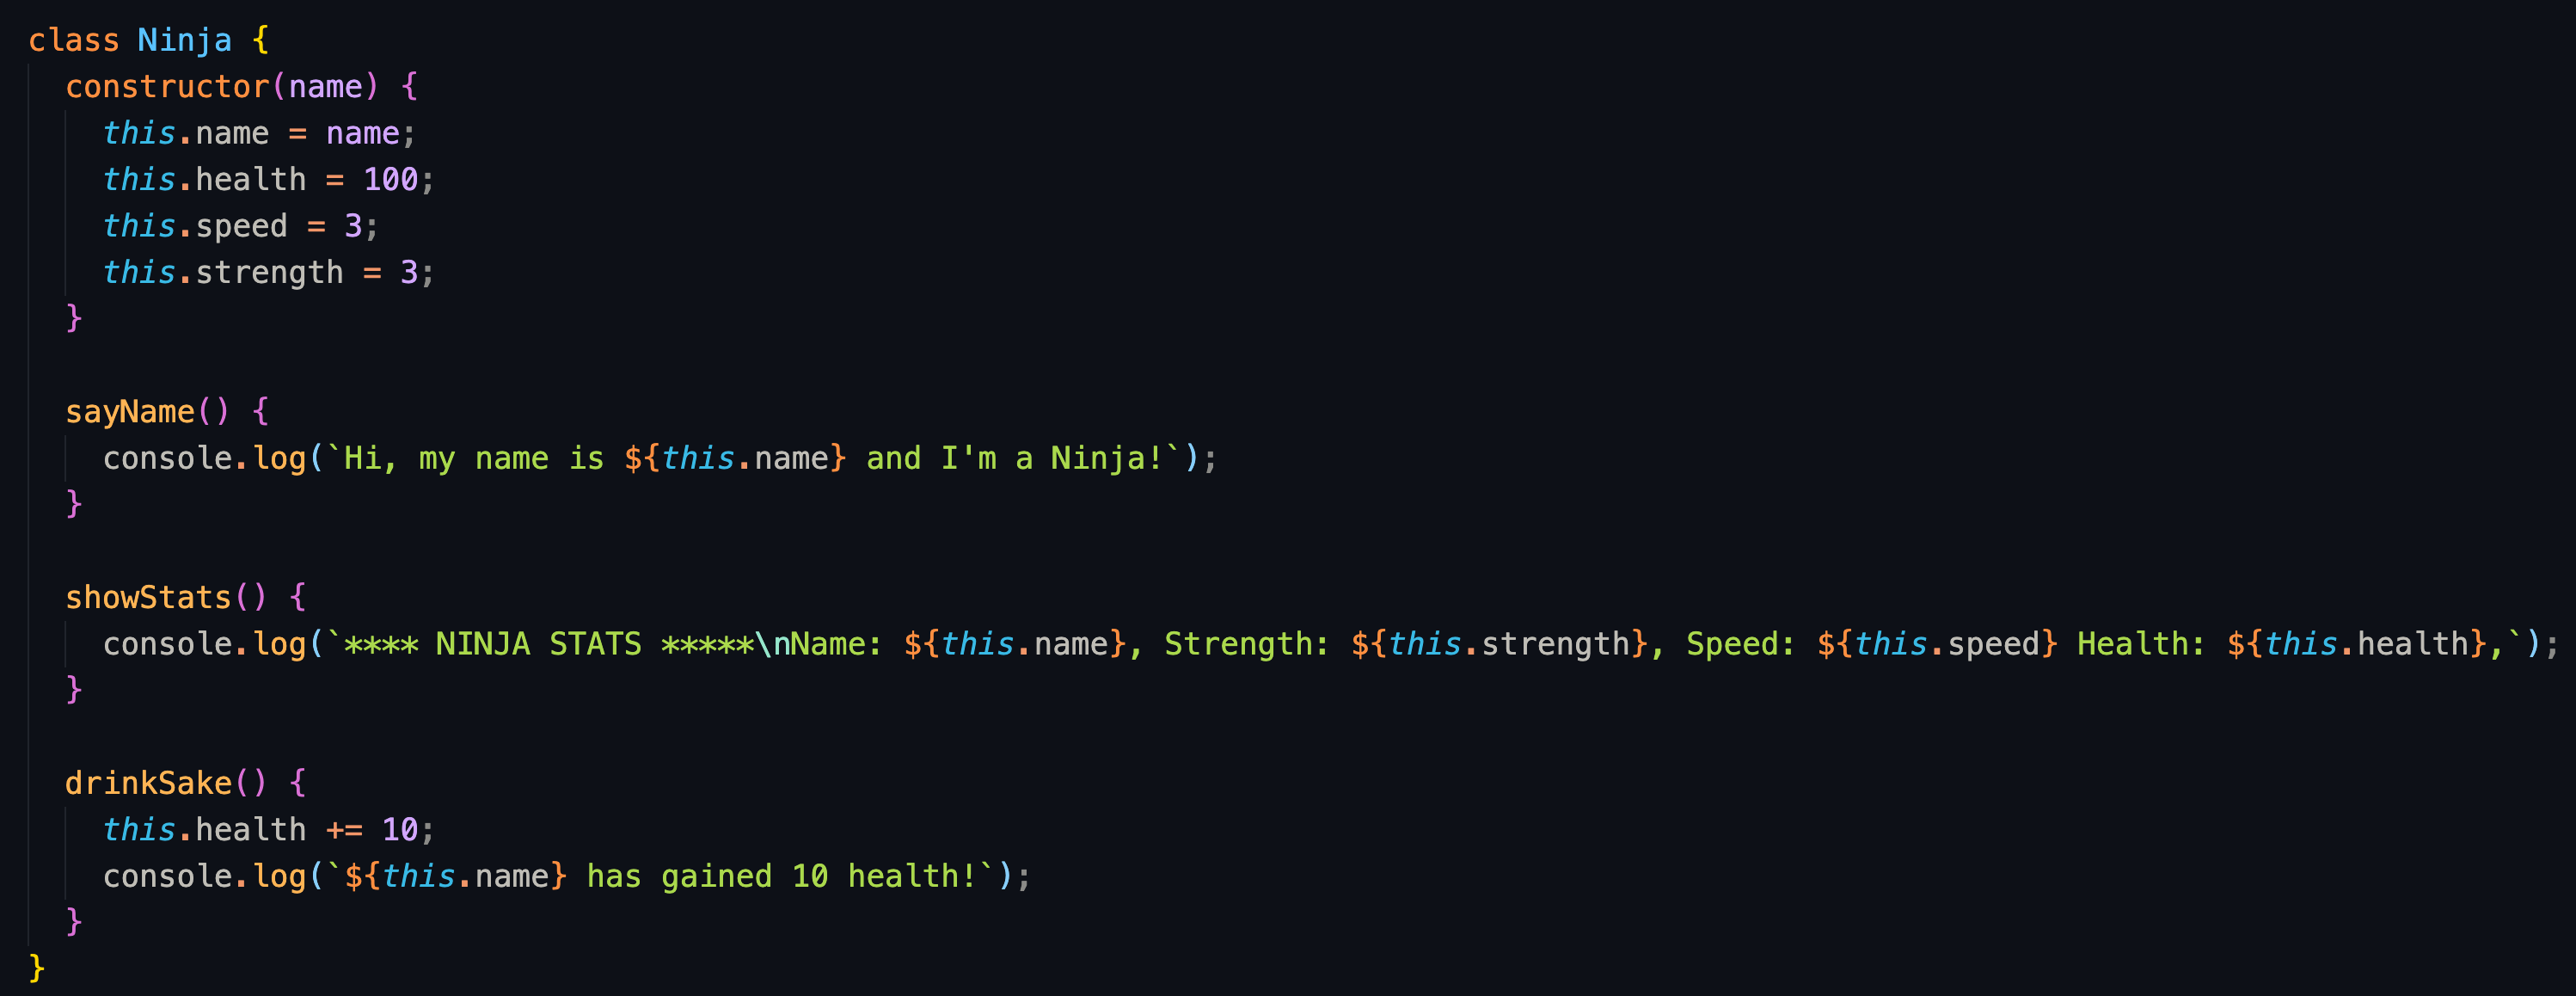 class Ninja {
  constructor(name) {
    this.name = name;
    this.health = 100;
    this.speed = 3;
    this.strength = 3;
  }

  sayName() {
    console.log(`Hi, my name is ${this.name} and I'm a Ninja!`);
  }

  showStats() {
    console.log(`**** NINJA STATS *****\nName: ${this.name}, Strength: ${this.strength}, Speed: ${this.speed} Health: ${this.health},`);
  }

  drinkSake() {
    this.health += 10;
    console.log(`${this.name} has gained 10 health!`);
  }
}